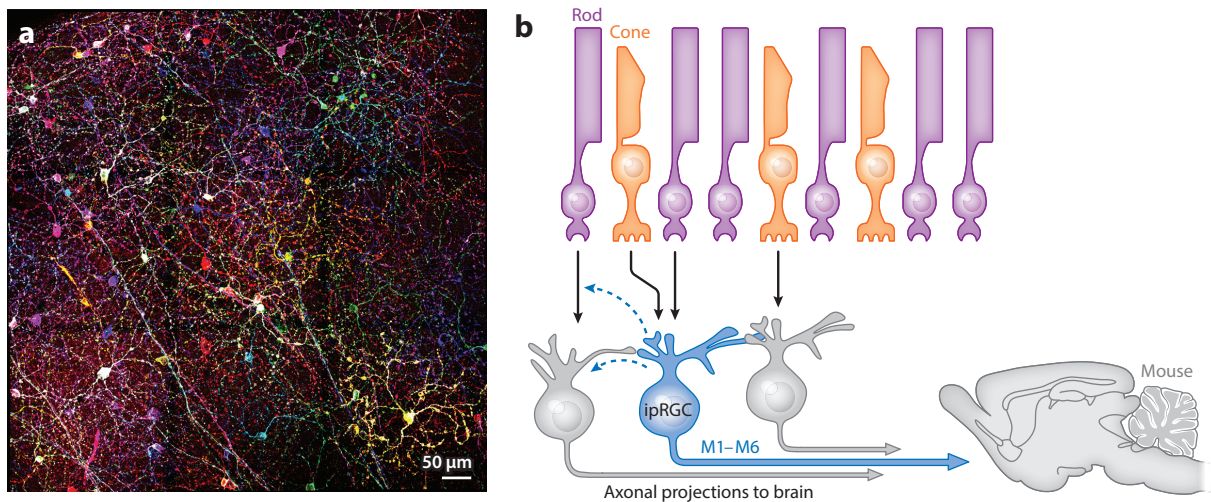 a
50 µm
b
Rod
Cone
ipRGC
M1–M6
Axonal projections to brain
Mouse